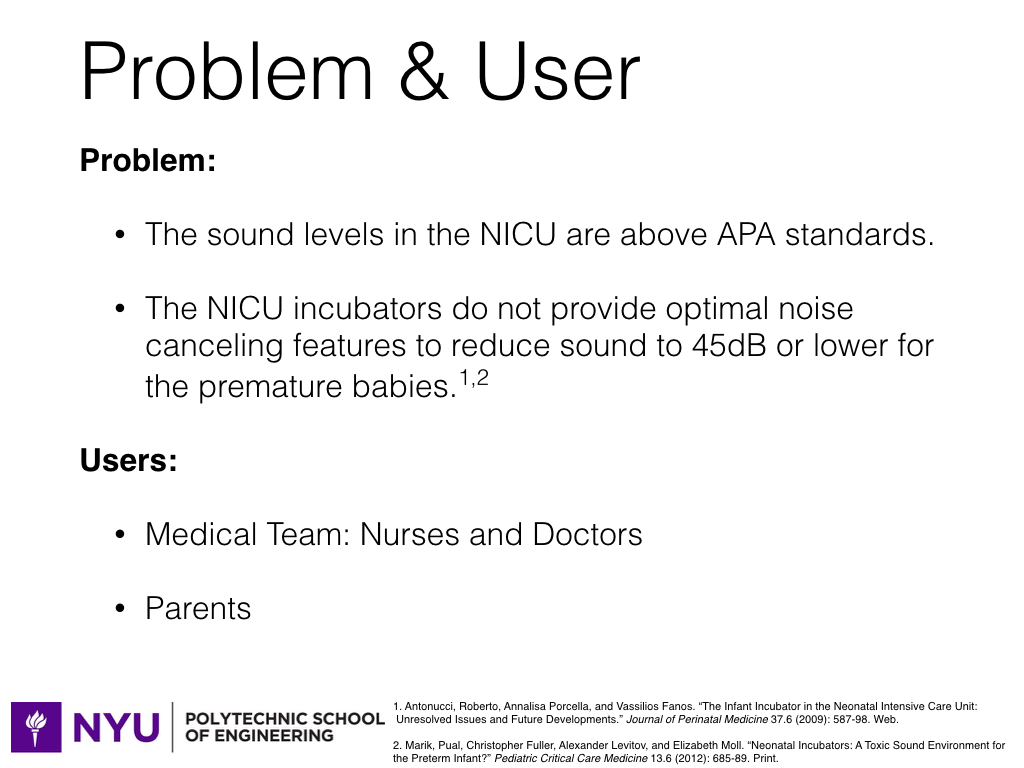 Problem & User
Problem:
• The sound levels in the NICU are above APA standards.
• The NICU incubators do not provide optimal noise
canceling features to reduce sound to 45dB or lower for
the premature babies.1,2
Users:
• Medical Team: Nurses and Doctors
• Parents
NYU POLYTECHNIC SCHOOL
OF ENGINEERING
1. Antonucci, Roberto, Annalisa Porcella, and Vassilios Fanos. “The Infant Incubator in the Neonatal Intensive Care Unit:
Unresolved Issues and Future Developments.” Journal of Perinatal Medicine 37.6 (2009): 587-98. Web.
2. Marik, Pual, Christopher Fuller, Alexander Levitov, and Elizabeth Moll. “Neonatal Incubators: A Toxic Sound Environment for
the Preterm Infant?” Pediatric Critical Care Medicine 13.6 (2012): 685-89. Print.